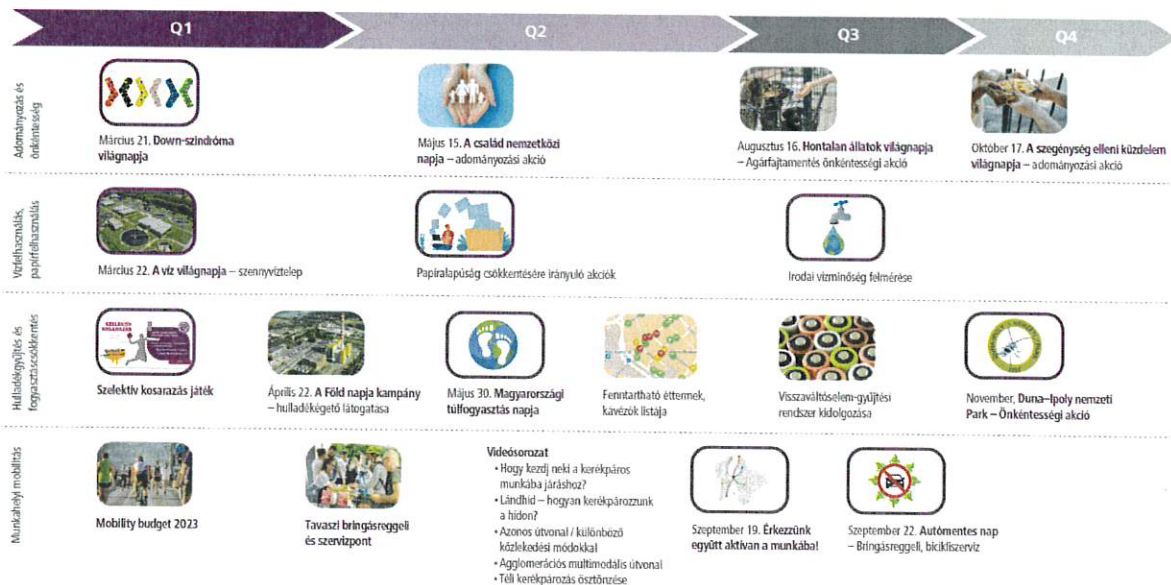 Q1
Q2
Q3
Q4
Adományozás és
önkéntesség
Március 21. Down-szindróma
világnapja
Május 15. A család nemzetközi
napja – adományozási akció
Augusztus 16. Hontalan állatok világnapja
– Agárfajtamentés önkéntességi akció
Október 17. A szegénység elleni küzdelem
világnapja – adományozási akció
Vízfelhasználás,
papírfelhasználás
Március 22. A víz világnapja – szennyvíztelep
Papíralapúság csökkentésére irányuló akciók
Irodai vízminőség felmérése
Hulladékgyűjtés és
fogyasztáscsökkentés
SZELEKTÍV
KOSARAZÁS
Szelektív kosarazás játék
Április 22. A Föld napja kampány
– hulladékégető látogatása
Május 30. Magyarországi
túlfogyasztás napja
Fenntartható éttermek,
kávézók listája
Visszaváltóselem-gyűjtési
rendszer kidolgozása
November, Duna–Ipoly nemzeti
Park – Önkéntességi akció
Munkahelyi mobilitás
Mobility budget 2023
Tavaszi bringásreggeli
és szervizpont
Videósorozat
• Hogy kezdj neki a kerékpáros
munkába járáshoz?
• Lándhíd – hogyan kerékpározzunk
a hídon?
• Azonos útvonal / különböző
közlekedési módokkal
• Agglomerációs multimodális útvonal
• Téli kerékpározás ösztönzése
Szeptember 19. Érkezzünk
együtt aktívan a munkába!
Szeptember 22. Autómentes nap
– Bringásreggeli, bicikliszerviz